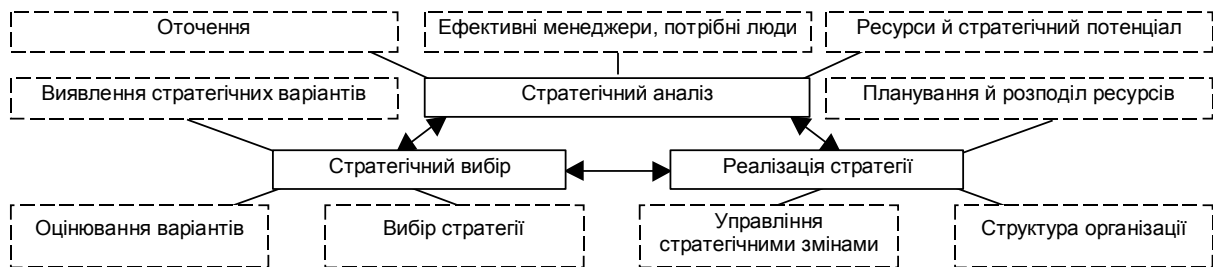 Оточення
Ефективні менеджери, потрібні люди
Ресурси й стратегічний потенціал
Виявлення стратегічних варіантів
Стратегічний аналіз
Планування й розподіл ресурсів
Стратегічний вибір
Реалізація стратегії
Оцінювання варіантів
Вибір стратегії
Управління
стратегічними змінами
Структура організації